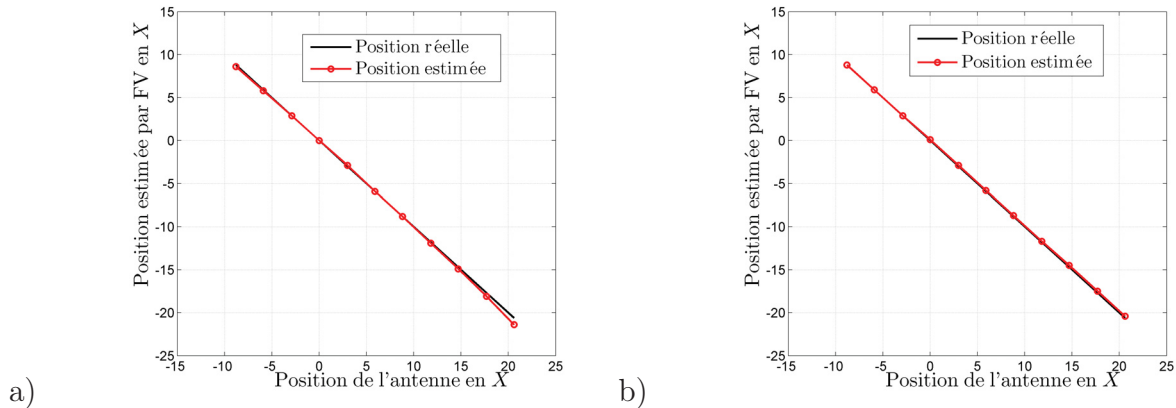 15
10
5
0
-5
-10
-15
-20
-25
-15 -10 -5 0 5 10 15 20 25
Position estimée par FV en X
Position de l'antenne en X
Position réelle
Position estimée
a)
15
10
5
0
-5
-10
-15
-20
-25
-15 -10 -5 0 5 10 15 20 25
Position estimée par FV en X
Position de l'antenne en X
Position réelle
Position estimée
b)